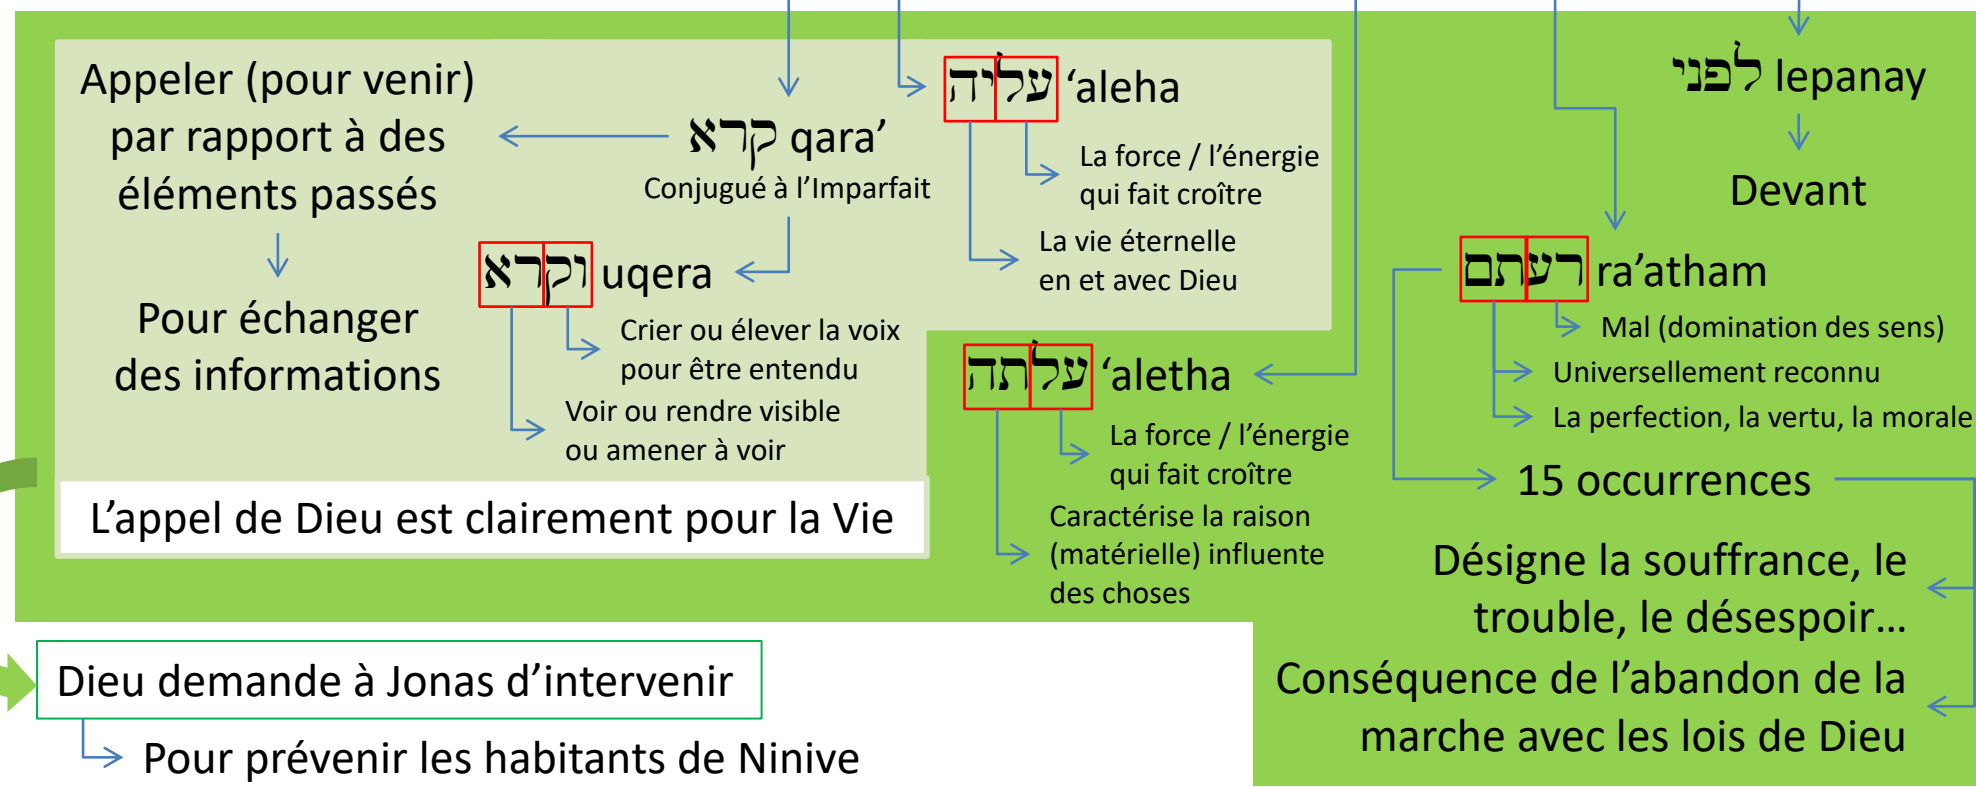 Appeler (pour venir)
par rapport à des
éléments passés
Pour échanger
des informations
קרא qara’
Conjugué à l’Imparfait
וקרא uqera
Crier ou élever la voix
pour être entendu
Voir ou rendre visible
ou amener à voir
עליה ‘aleha
La force / l’énergie
qui fait croître
La vie éternelle
en et avec Dieu
L’appel de Dieu est clairement pour la Vie
עלתה ‘aletha
La force / l’énergie
qui fait croître
Caractérise la raison
(matérielle) influente
des choses
לפני lepanay
Devant
רעתם ra’atham
Mal (domination des sens)
Universellement reconnu
La perfection, la vertu, la morale
15 occurrences
Désigne la souffrance, le
trouble, le désespoir…
Conséquence de l’abandon de la
marche avec les lois de Dieu
Dieu demande à Jonas d’intervenir
Pour prévenir les habitants de Ninive